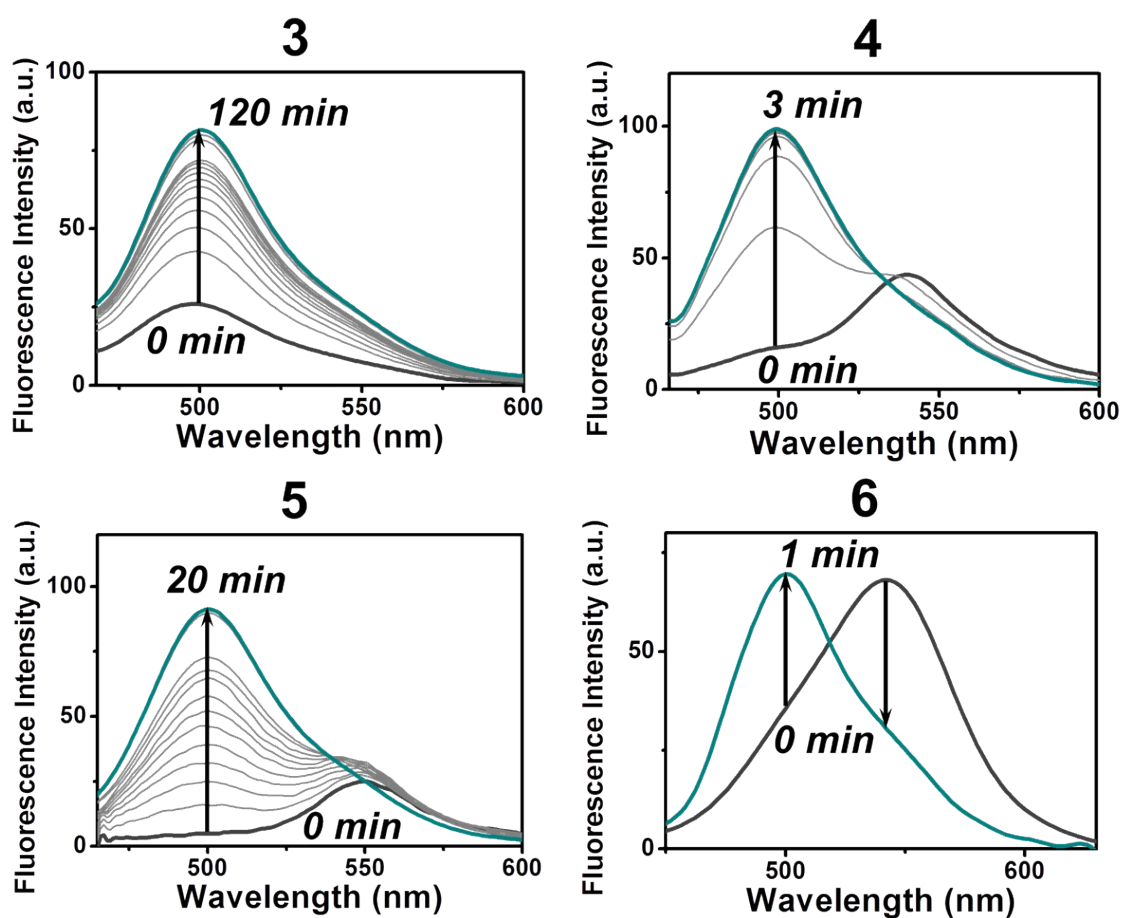 3
100
50
0
120 min
0 min
500
550
600
Wavelength (nm)
Fluorescence Intensity (a.u.)
4
100
50
0
3 min
0 min
500
550
600
Wavelength (nm)
Fluorescence Intensity (a.u.)
5
100
50
0
20 min
0 min
500
550
600
Wavelength (nm)
Fluorescence Intensity (a.u.)
6
50
0
1 min
0 min
500
600
Wavelength (nm)
Fluorescence Intensity (a.u.)